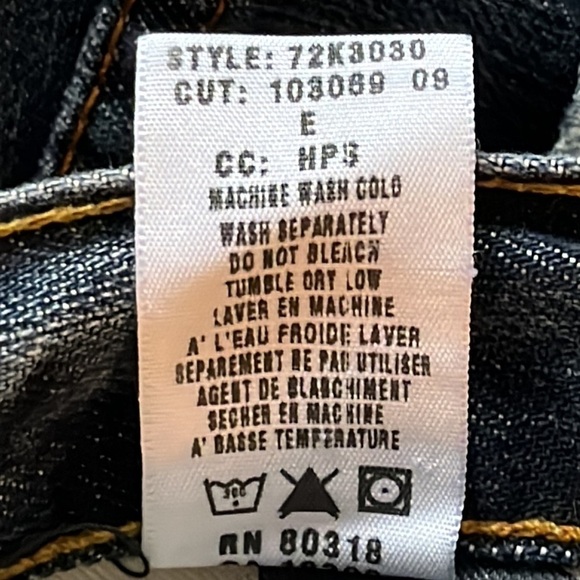 STYLE: 72K3030
CUT: 103069 09
E
CC: HPS
MACHINE WASH COLD
WASH SEPARATELY
DO NOT BLEACH
TUMBLE DRY LOW
LAVER EN MACHINE
A' L'EAU FROIDE LAVER
SEPAREMENT NE PAS UTILISER
AGENT DE BLANCHIMENT
SECHER EN MACHINE
A' BASSE TEMPERATURE
RN 80318